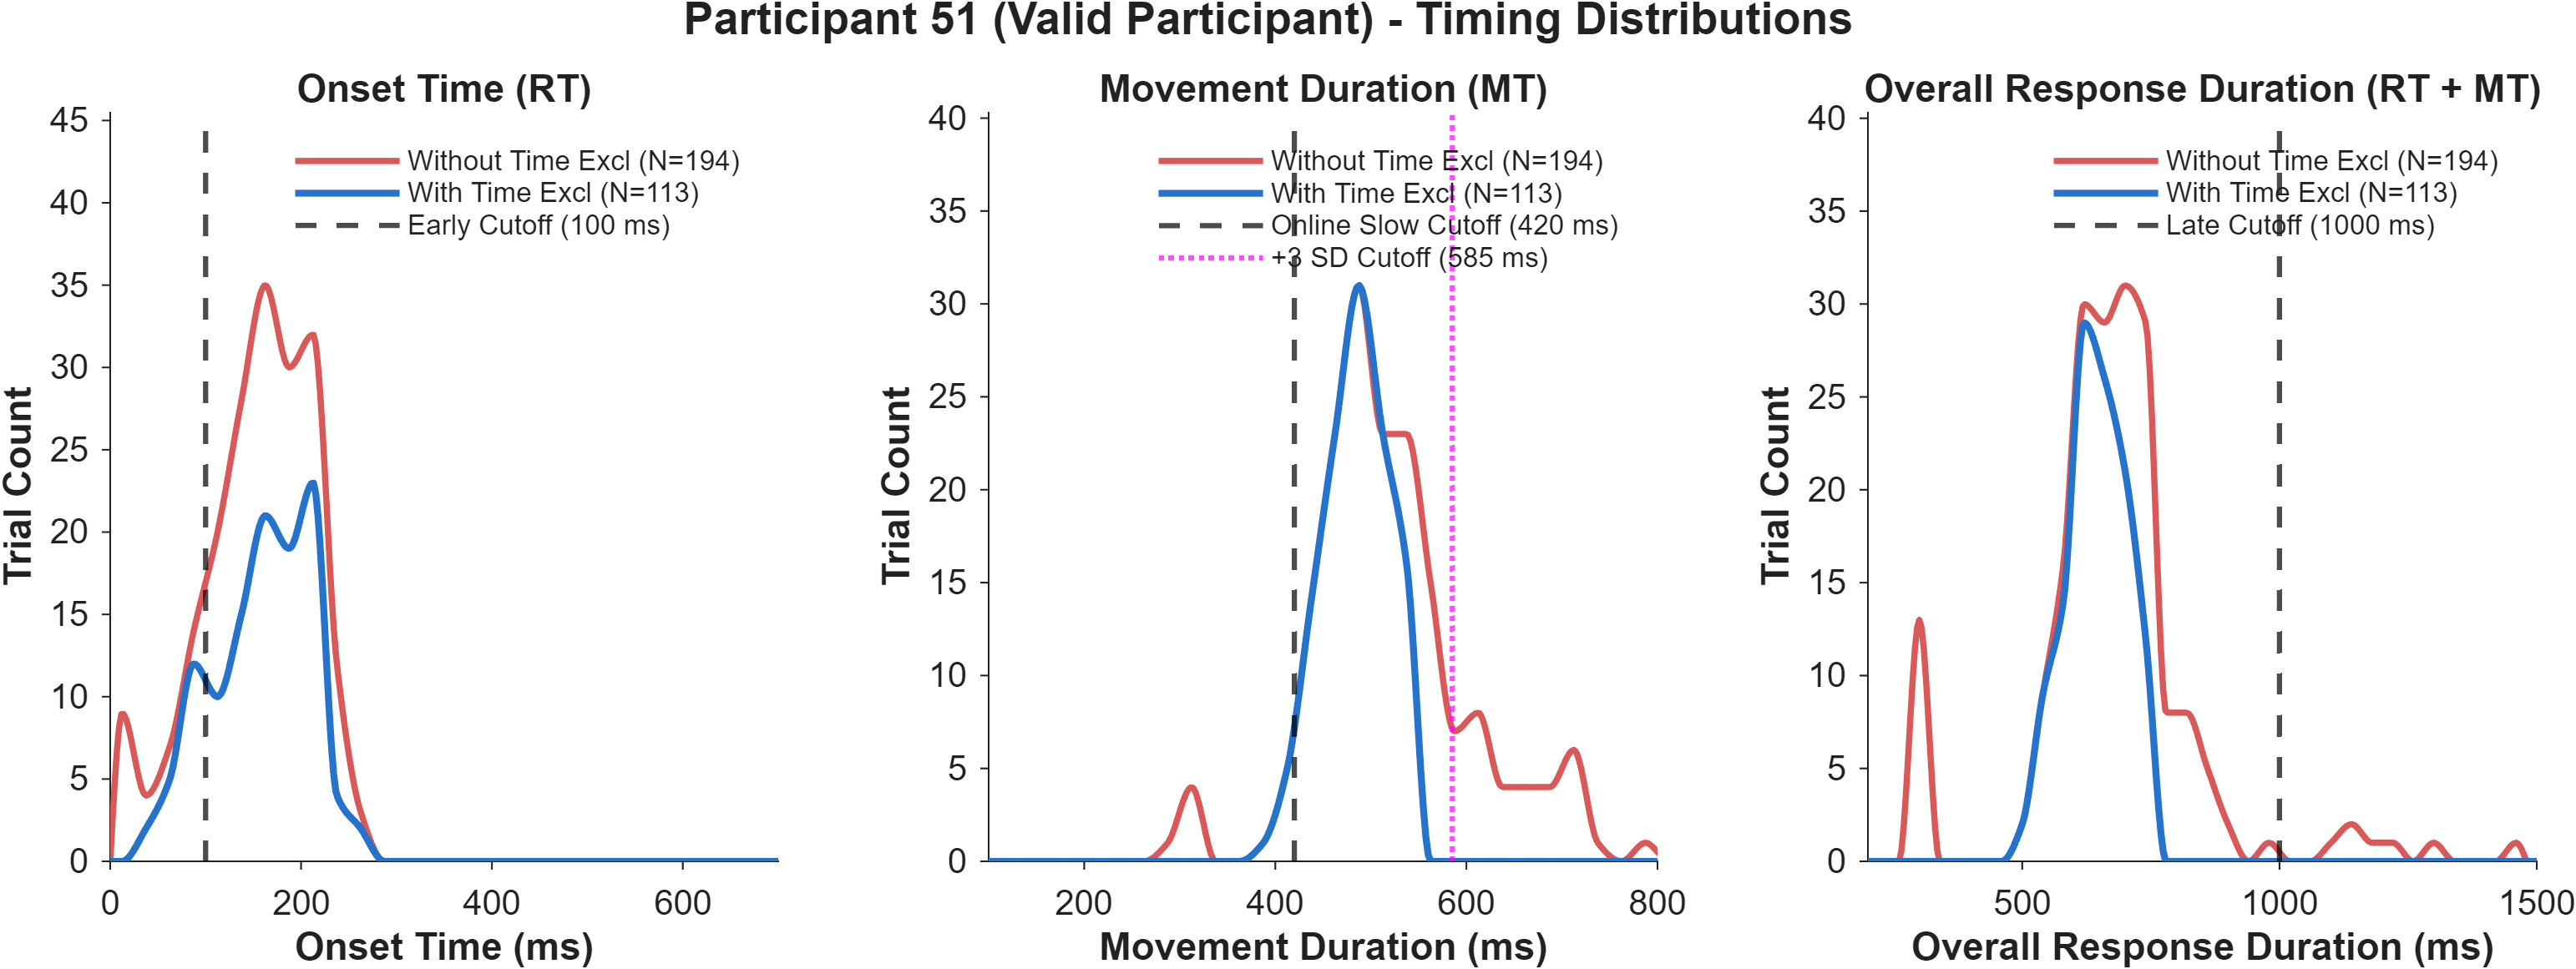 Participant 51 (Valid Participant) - Timing Distributions
Onset Time (RT)
45
40
35
30
25
20
15
10
5
0
Trial Count
Without Time Excl (N=194)
With Time Excl (N=113)
Early Cutoff (100 ms)
0 200 400 600
Onset Time (ms)
Movement Duration (MT)
40
35
30
25
20
15
10
5
0
Trial Count
Without Time Excl (N=194)
With Time Excl (N=113)
Online Slow Cutoff (420 ms)
+3 SD Cutoff (585 ms)
200 400 600 800
Movement Duration (ms)
Overall Response Duration (RT + MT)
40
35
30
25
20
15
10
5
0
Trial Count
Without Time Excl (N=194)
With Time Excl (N=113)
Late Cutoff (1000 ms)
500 1000 1500
Overall Response Duration (ms)